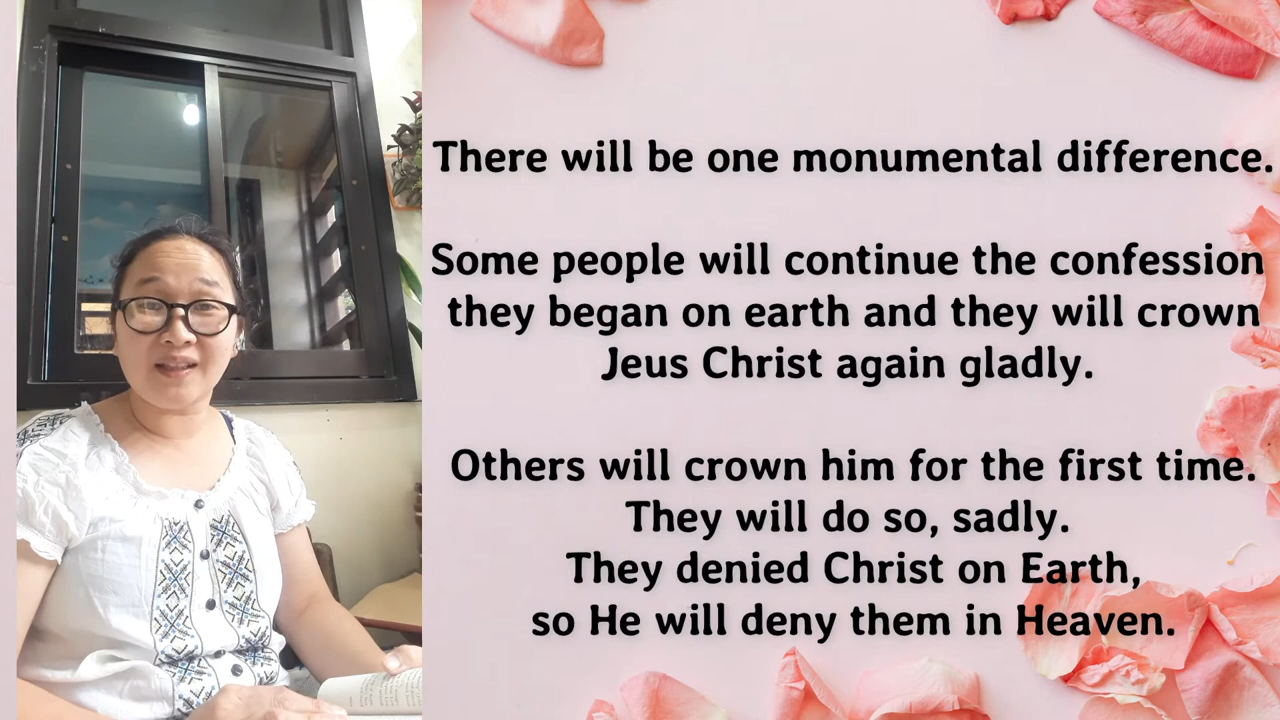 There will be one monumental difference.
Some people will continue the confession
they began on earth and they will crown
Jeus Christ again gladly.
Others will crown him for the first time.
They will do so, sadly.
They denied Christ on Earth,
so He will deny them in Heaven.